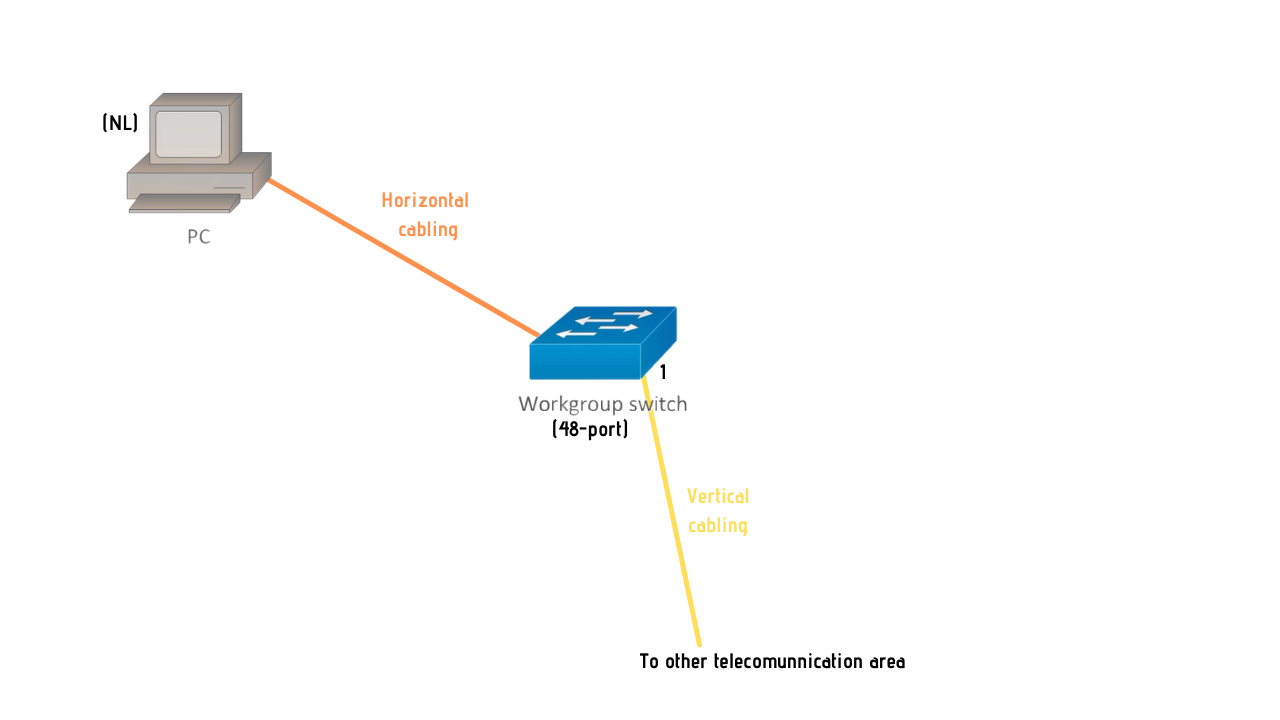 (NL)
PC
Horizontal
cabling
1
Workgroup switch
(48-port)
Vertical
cabling
To other telecomunnication area